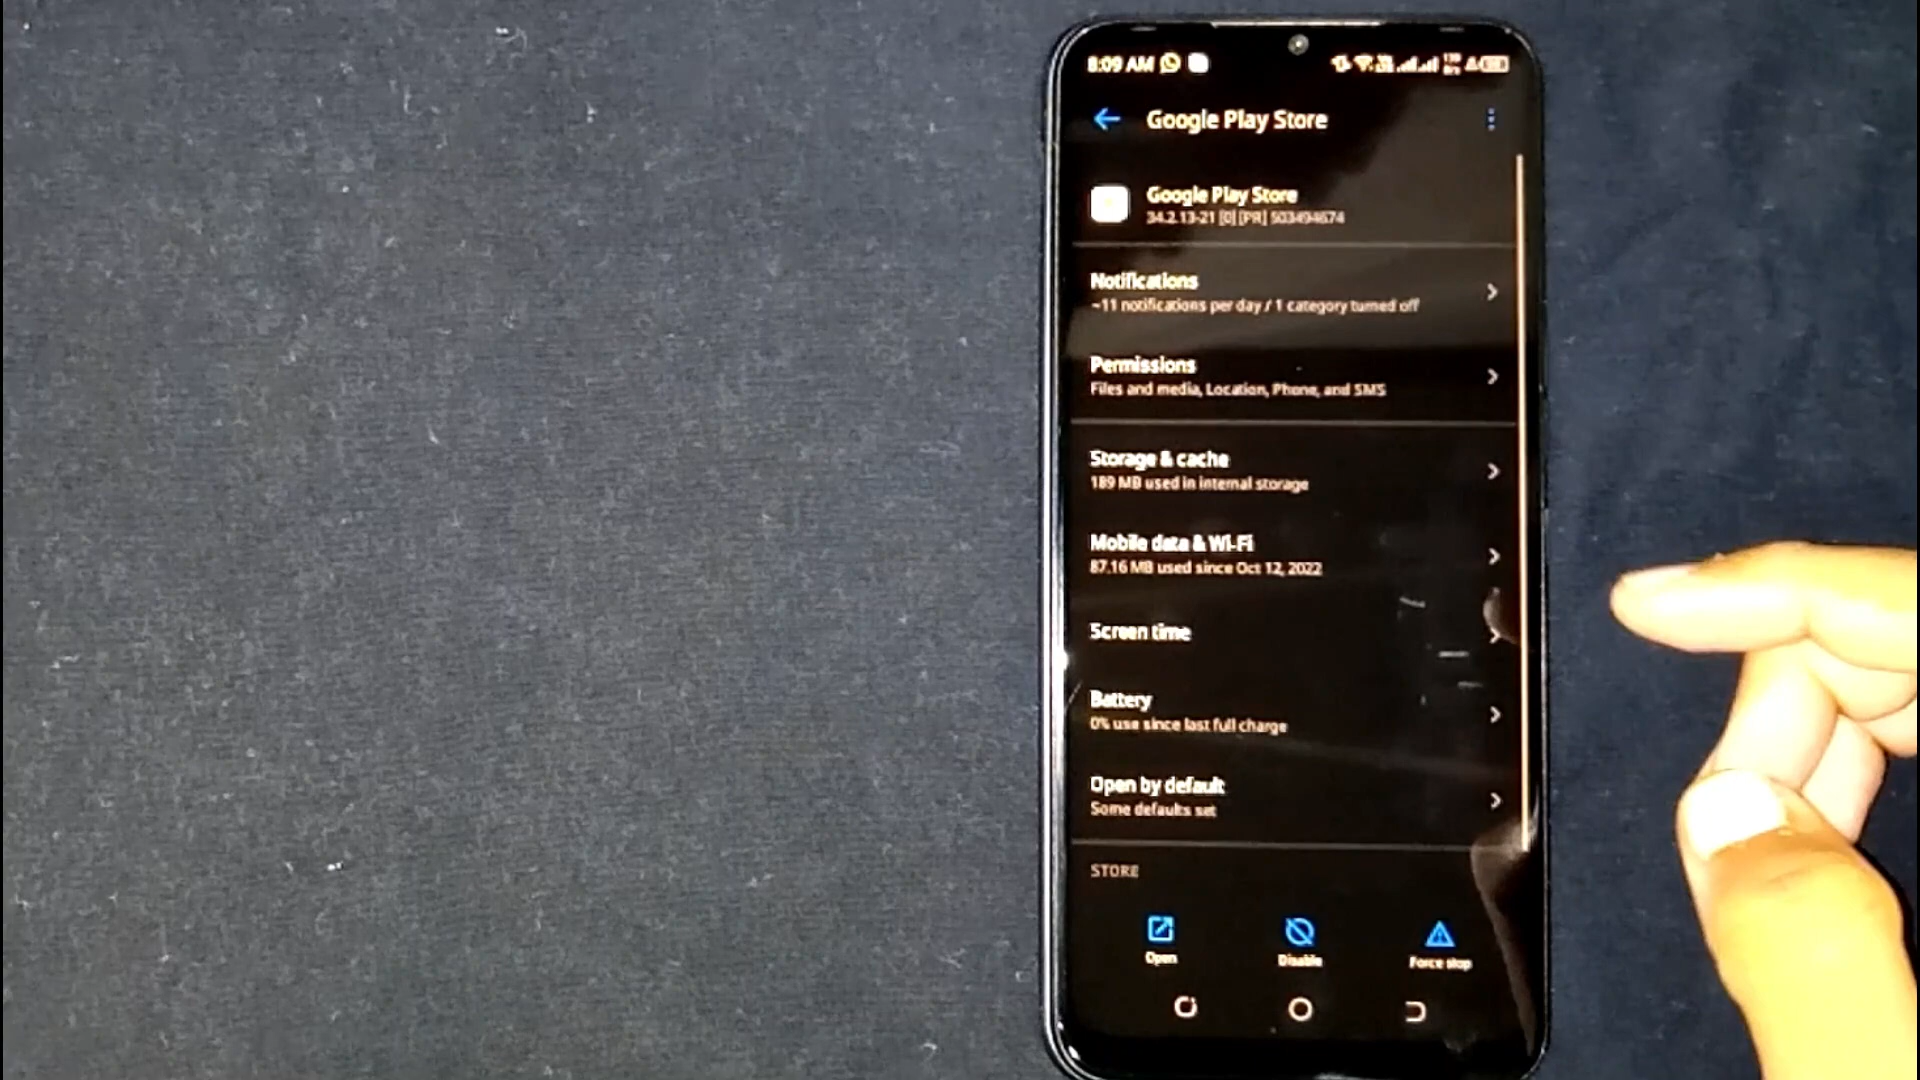 8:09 AM
Google Play Store
Google Play Store
34.2.13-21 [0] [PR] 503494674
Notifications
~11 notifications per day / 1 category turned off
Permissions
Files and media, Location, Phone, and SMS
Storage & cache
189 MB used in internal storage
Mobile data & Wi-Fi
87.16 MB used since Oct 12, 2022
Screen time
Battery
0% use since last full charge
Open by default
Some defaults set
STORE
Open
Disable
Force stop